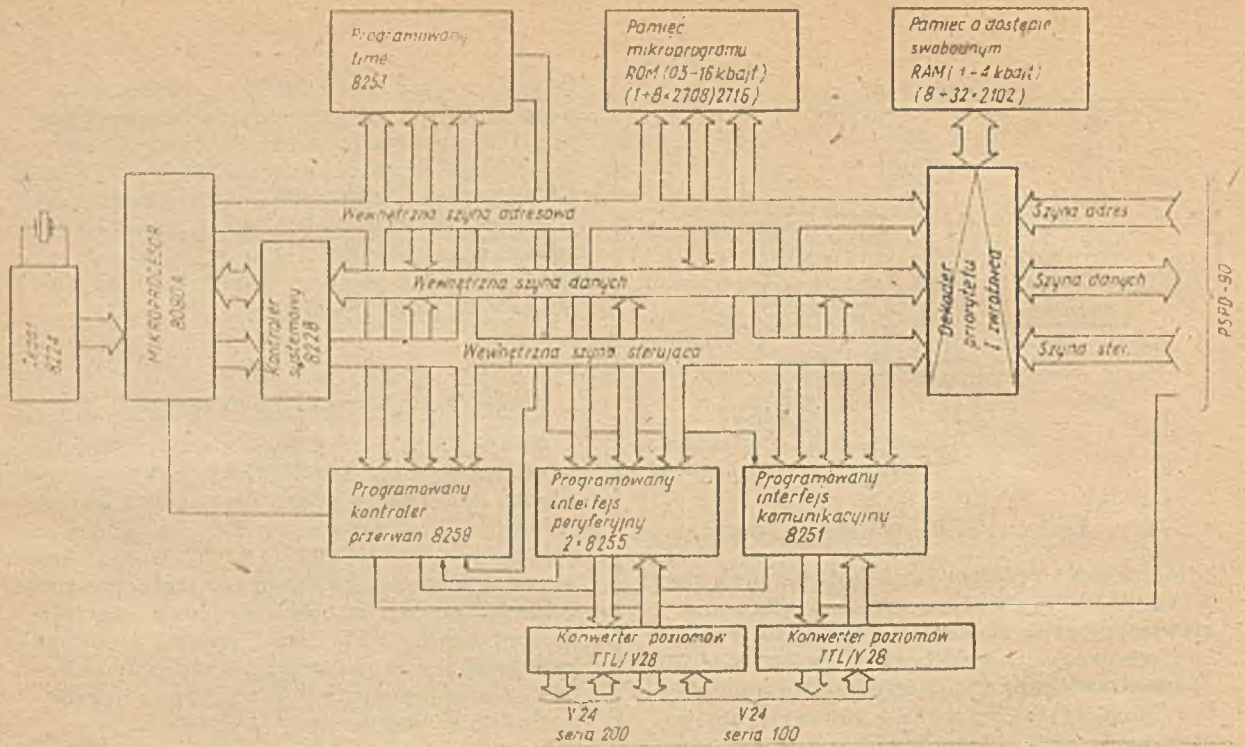 Programowany
time
8253
Pamięć
mikroprogramu
ROM (0.5-16 kbajt)
(1÷8×2708)2716)
Pamięć o dostępie
swobodnym
RAM (1-4 kbajt)
(8÷32×2102)
Wewnętrzna szyna adresowa
Szyna adres
MIKROPROCESOR
8080A
Kontroler
systemowy
8228
8224
Wewnętrzna szyna danych
Szyna danych
Dekoder
priorytetu
I zwrotnica
PSPD-90
Wewnętrzna szyna sterująca
Szyna ster.
Programowany
kontroler
przerwań 8259
Programowany
interfejs
peryferyjny
2×8255
Programowany
interfejs
komunikacyjny
8251
Konwerter poziomów
TTL/V28
Konwerter poziomów
TTL/V28
V24
seria 200
V24
seria 100